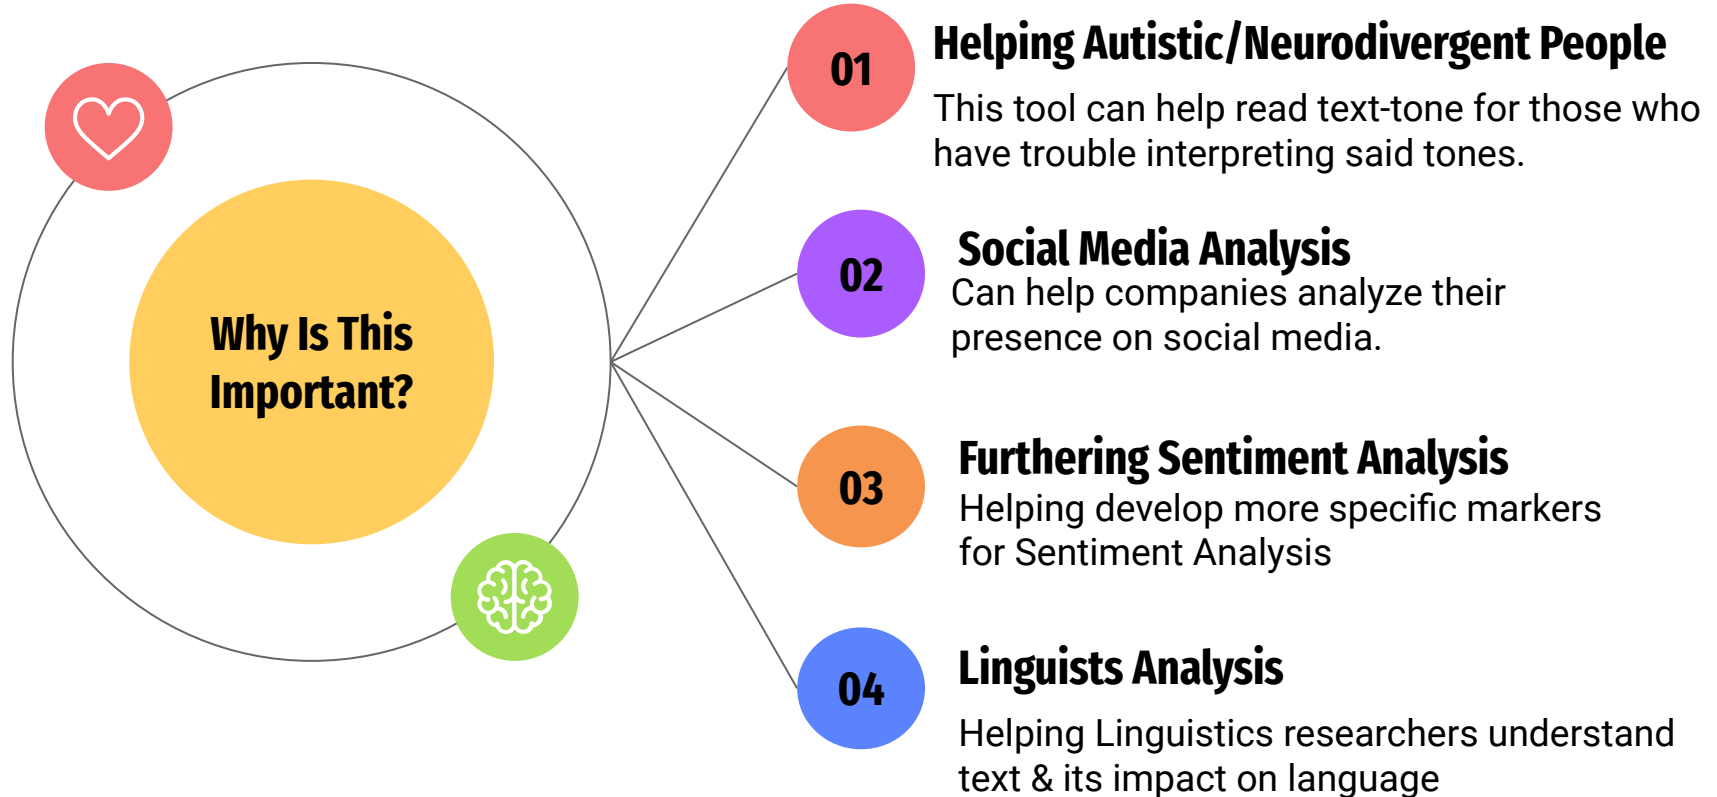 Why Is This
Important?
01
Helping Autistic/Neurodivergent People
This tool can help read text-tone for those who
have trouble interpreting said tones.
02
Social Media Analysis
Can help companies analyze their
presence on social media.
03
Furthering Sentiment Analysis
Helping develop more specific markers
for Sentiment Analysis
04
Linguists Analysis
Helping Linguistics researchers understand
text & its impact on language